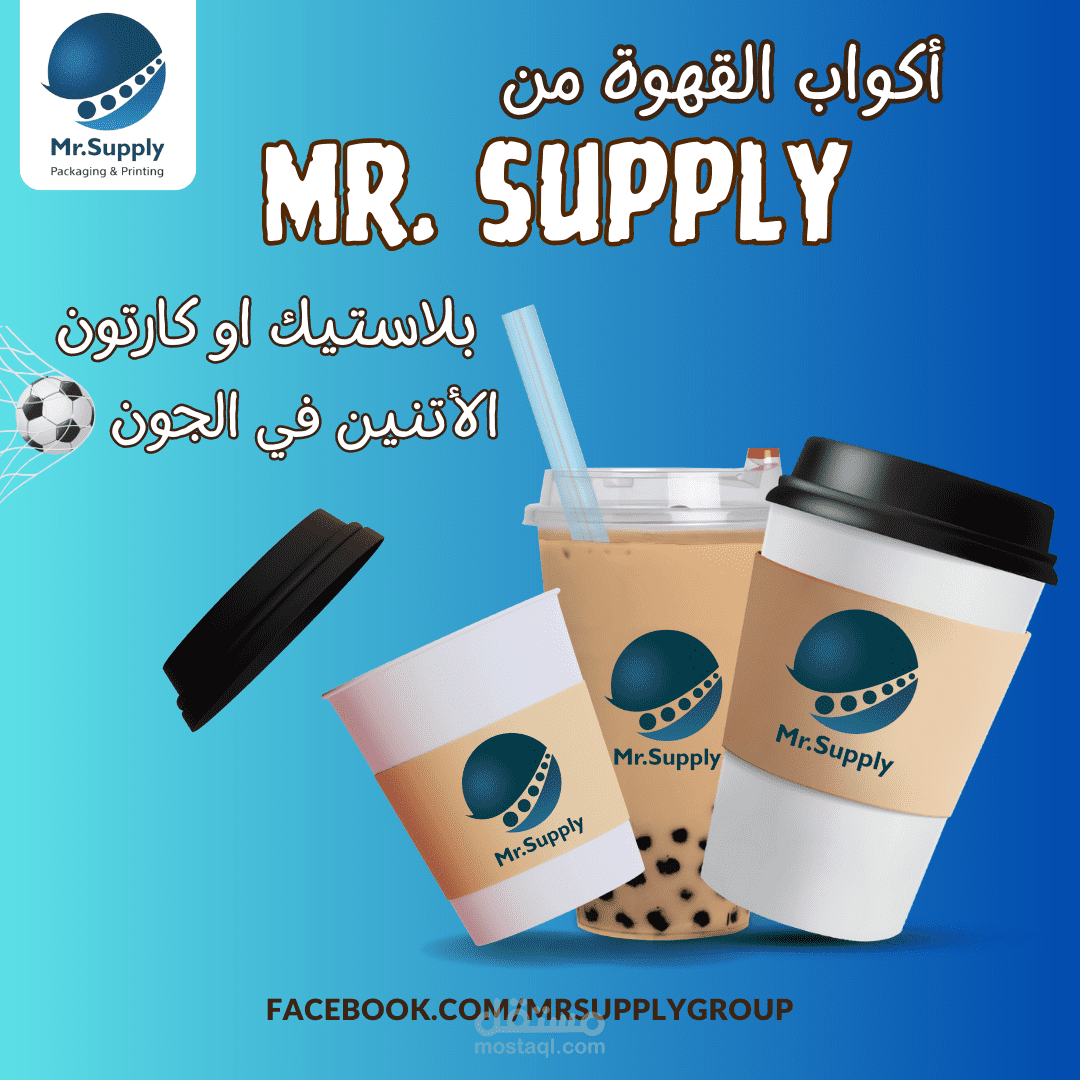 Mr.Supply
Packaging & Printing
أكواب القهوة من
MR. SUPPLY
بلاستيك او كارتون
الأتنين في الجون
Mr.Supply
Mr.Supply
Mr.Supply
FACEBOOK.COM/MRSUPPLYGROUP
مستقل
mostaql.com